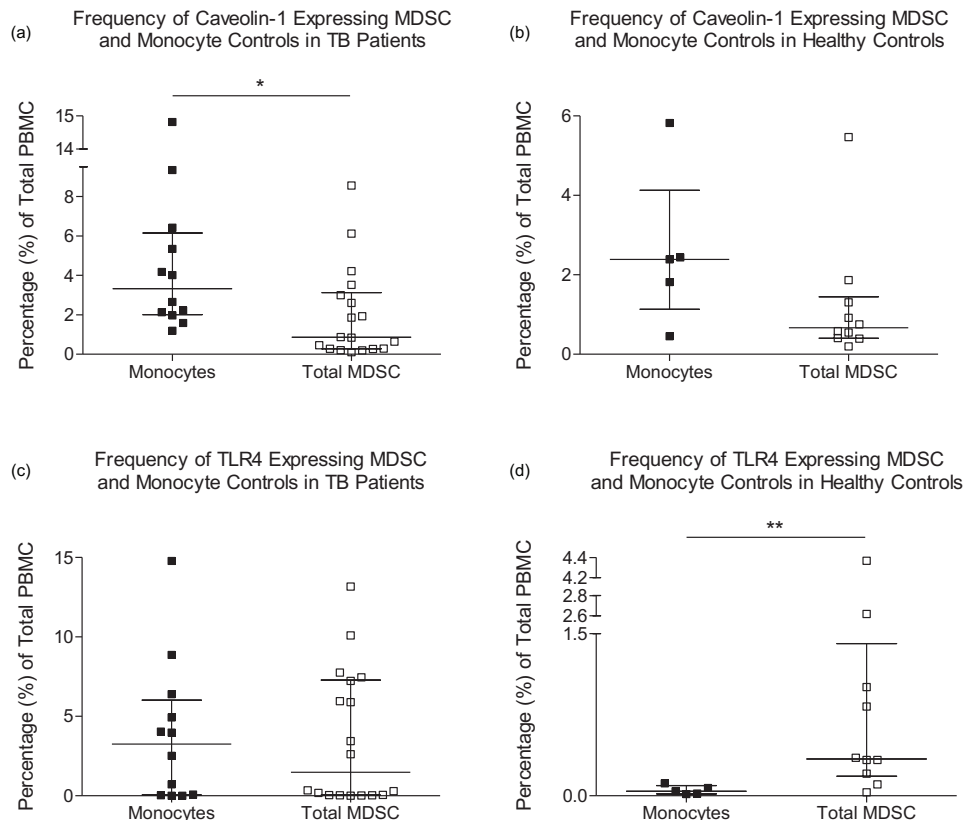 (a)
Frequency of Caveolin-1 Expressing MDSC
and Monocyte Controls in TB Patients
*
Percentage (%) of Total PBMC
15
14
8
6
4
2
0
Monocytes
Total MDSC
(b)
Frequency of Caveolin-1 Expressing MDSC
and Monocyte Controls in Healthy Controls
Percentage (%) of Total PBMC
6
4
2
0
Monocytes
Total MDSC
(c)
Frequency of TLR4 Expressing MDSC
and Monocyte Controls in TB Patients
Percentage (%) of Total PBMC
15
10
5
0
Monocytes
Total MDSC
(d)
Frequency of TLR4 Expressing MDSC
and Monocyte Controls in Healthy Controls
**
Percentage (%) of Total PBMC
4.4
4.2
2.8
2.6
1.5
0.0
Monocytes
Total MDSC